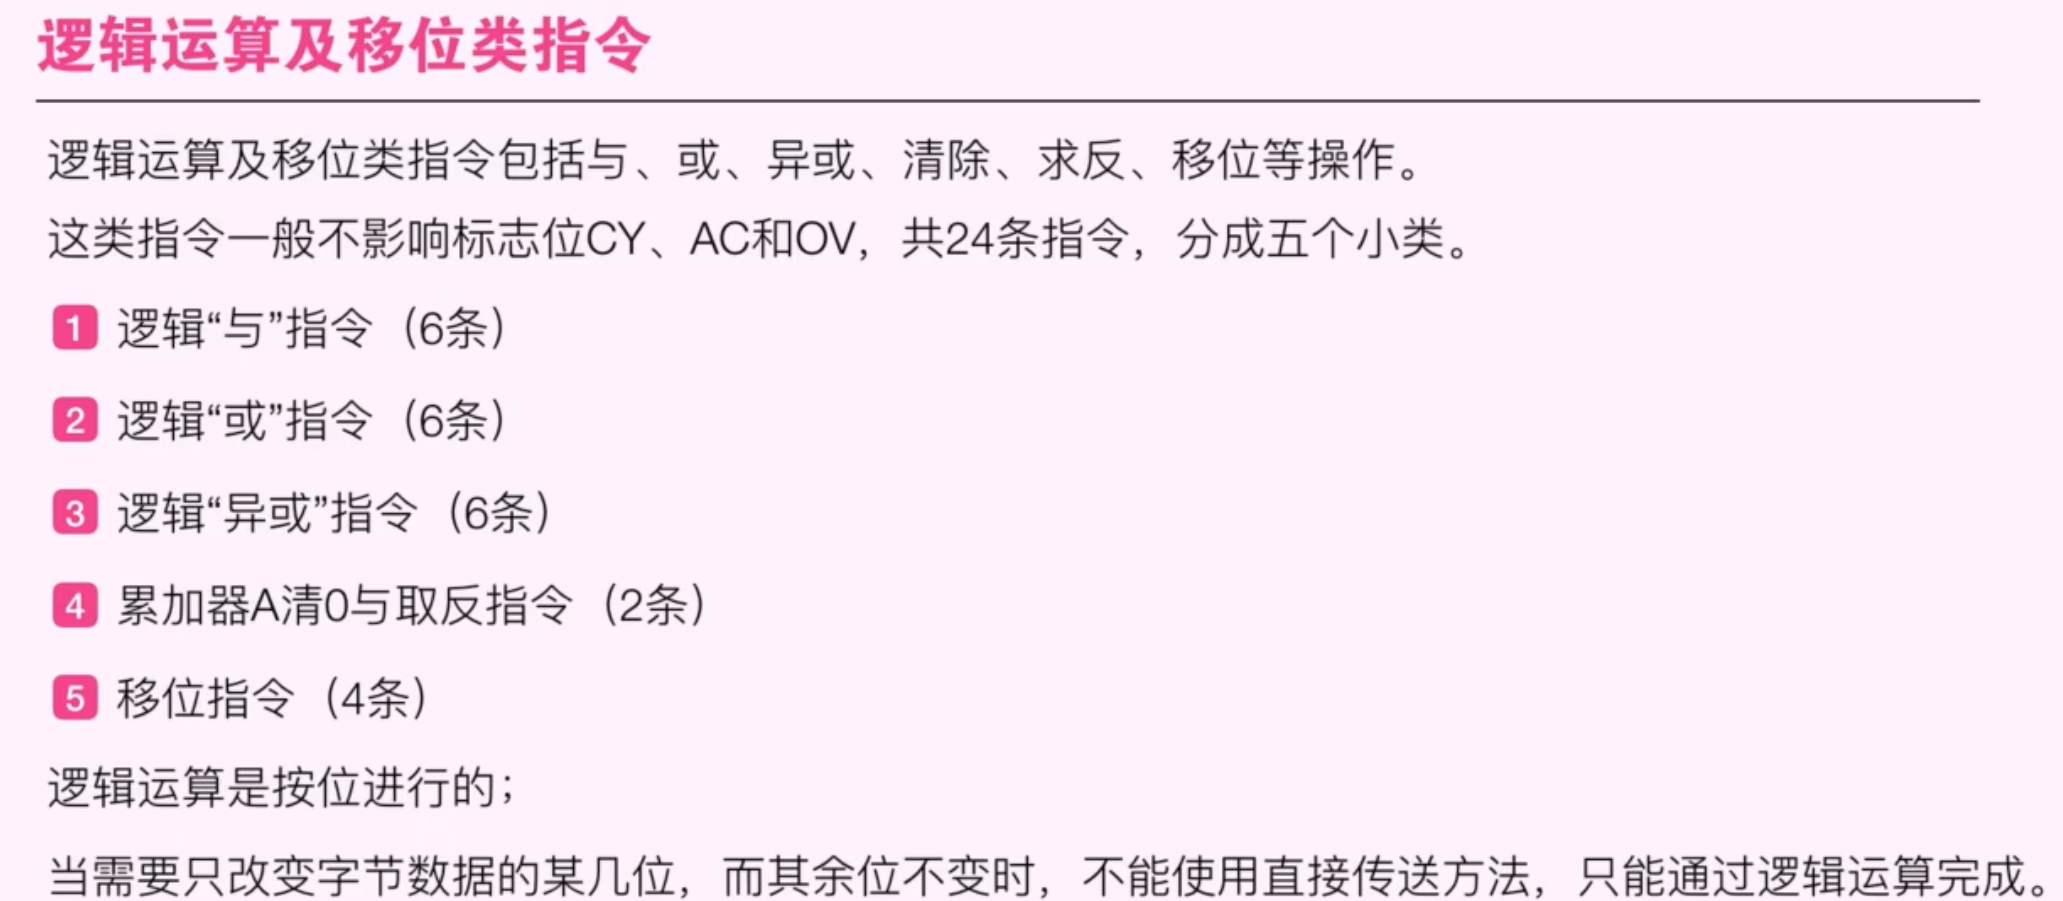 逻辑运算及移位类指令
逻辑运算及移位类指令包括与、或、异或、清除、求反、移位等操作。
这类指令一般不影响标志位CY、AC和OV，共24条指令，分成五个小类。
1 逻辑“与”指令（6条）
2 逻辑“或”指令（6条）
3 逻辑“异或”指令（6条）
4 累加器A清0与取反指令（2条）
5 移位指令（4条）
逻辑运算是按位进行的；
当需要只改变字节数据的某几位，而其余位不变时，不能使用直接传送方法，只能通过逻辑运算完成。